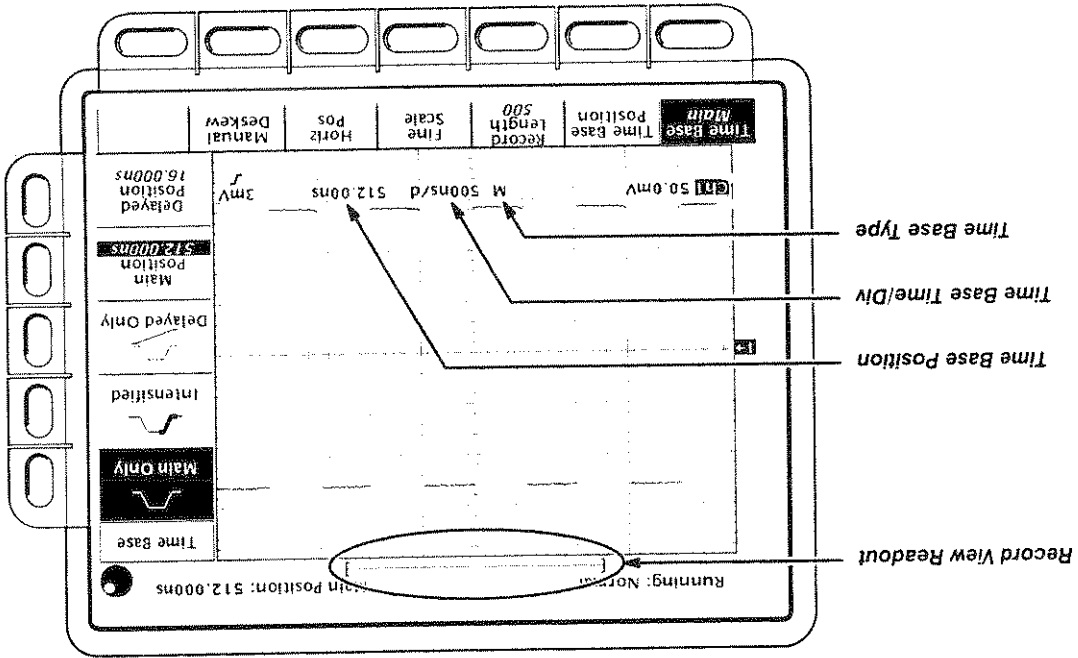 Record View Readout
Time Base Position
Time Base Time/Div
Time Base Type
Running: Normal
Main Position: 512.000ns
Time Base
Main Only
Intensified
Delayed Only
Main
Position
512.000ns
Delayed
Position
16.000ns
1
Ch1 50.0mV M 500ns/d 512.00ns 3mV
Time Base
Main
Time Base
Position
Record
Length
500
Fine
Scale
Horiz
Pos
Manual
Deskew